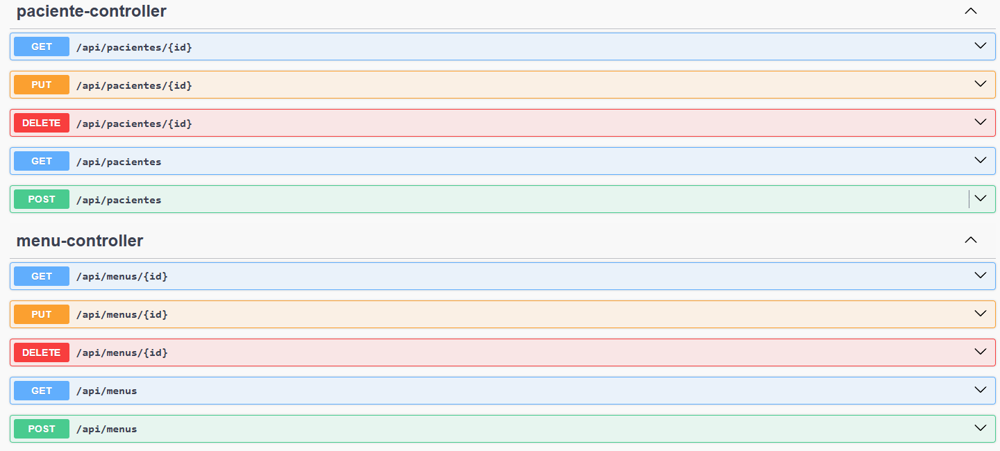 paciente-controller
GET /api/pacientes/{id}
PUT /api/pacientes/{id}
DELETE /api/pacientes/{id}
GET /api/pacientes
POST /api/pacientes
menu-controller
GET /api/menus/{id}
PUT /api/menus/{id}
DELETE /api/menus/{id}
GET /api/menus
POST /api/menus